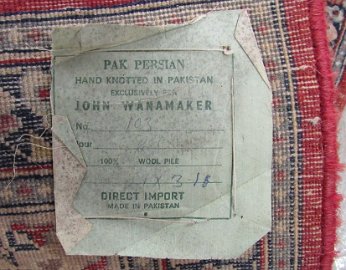 PAK PERSIAN
HAND KNOTTED IN PAKISTAN
EXCLUSIVELY FOR
JOHN WANAMAKER
No.
100% WOOL PILE
DIRECT IMPORT
MADE IN PAKISTAN